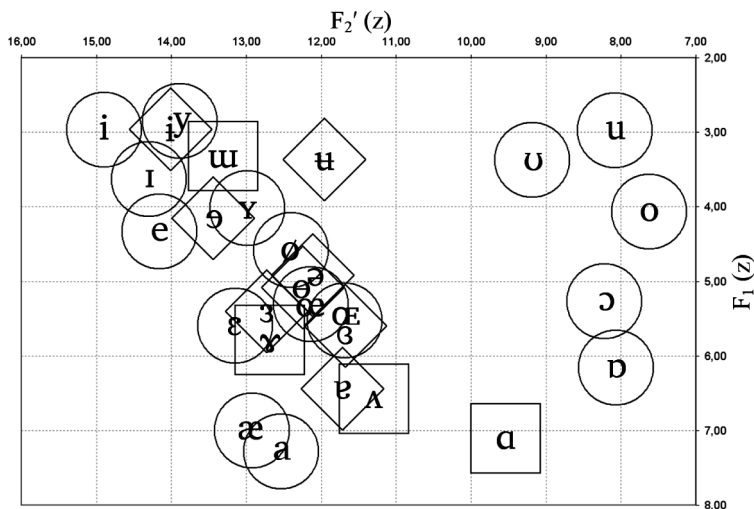 F₂′ (z)
16,00 15,00 14,00 13,00 12,00 11,00 10,00 9,00 8,00 7,00
2,00
i ɨ y u
3,00
ɯ ʉ ʊ
ɪ
4,00
e ɘ ʏ o
ø
F₁ (z)
ə
5,00
ɵ
œ ɔ
ɛ ɜ ɶ
ɤ ɞ
6,00
ɐ ɒ
ʌ
7,00
æ ɑ
a
8.00